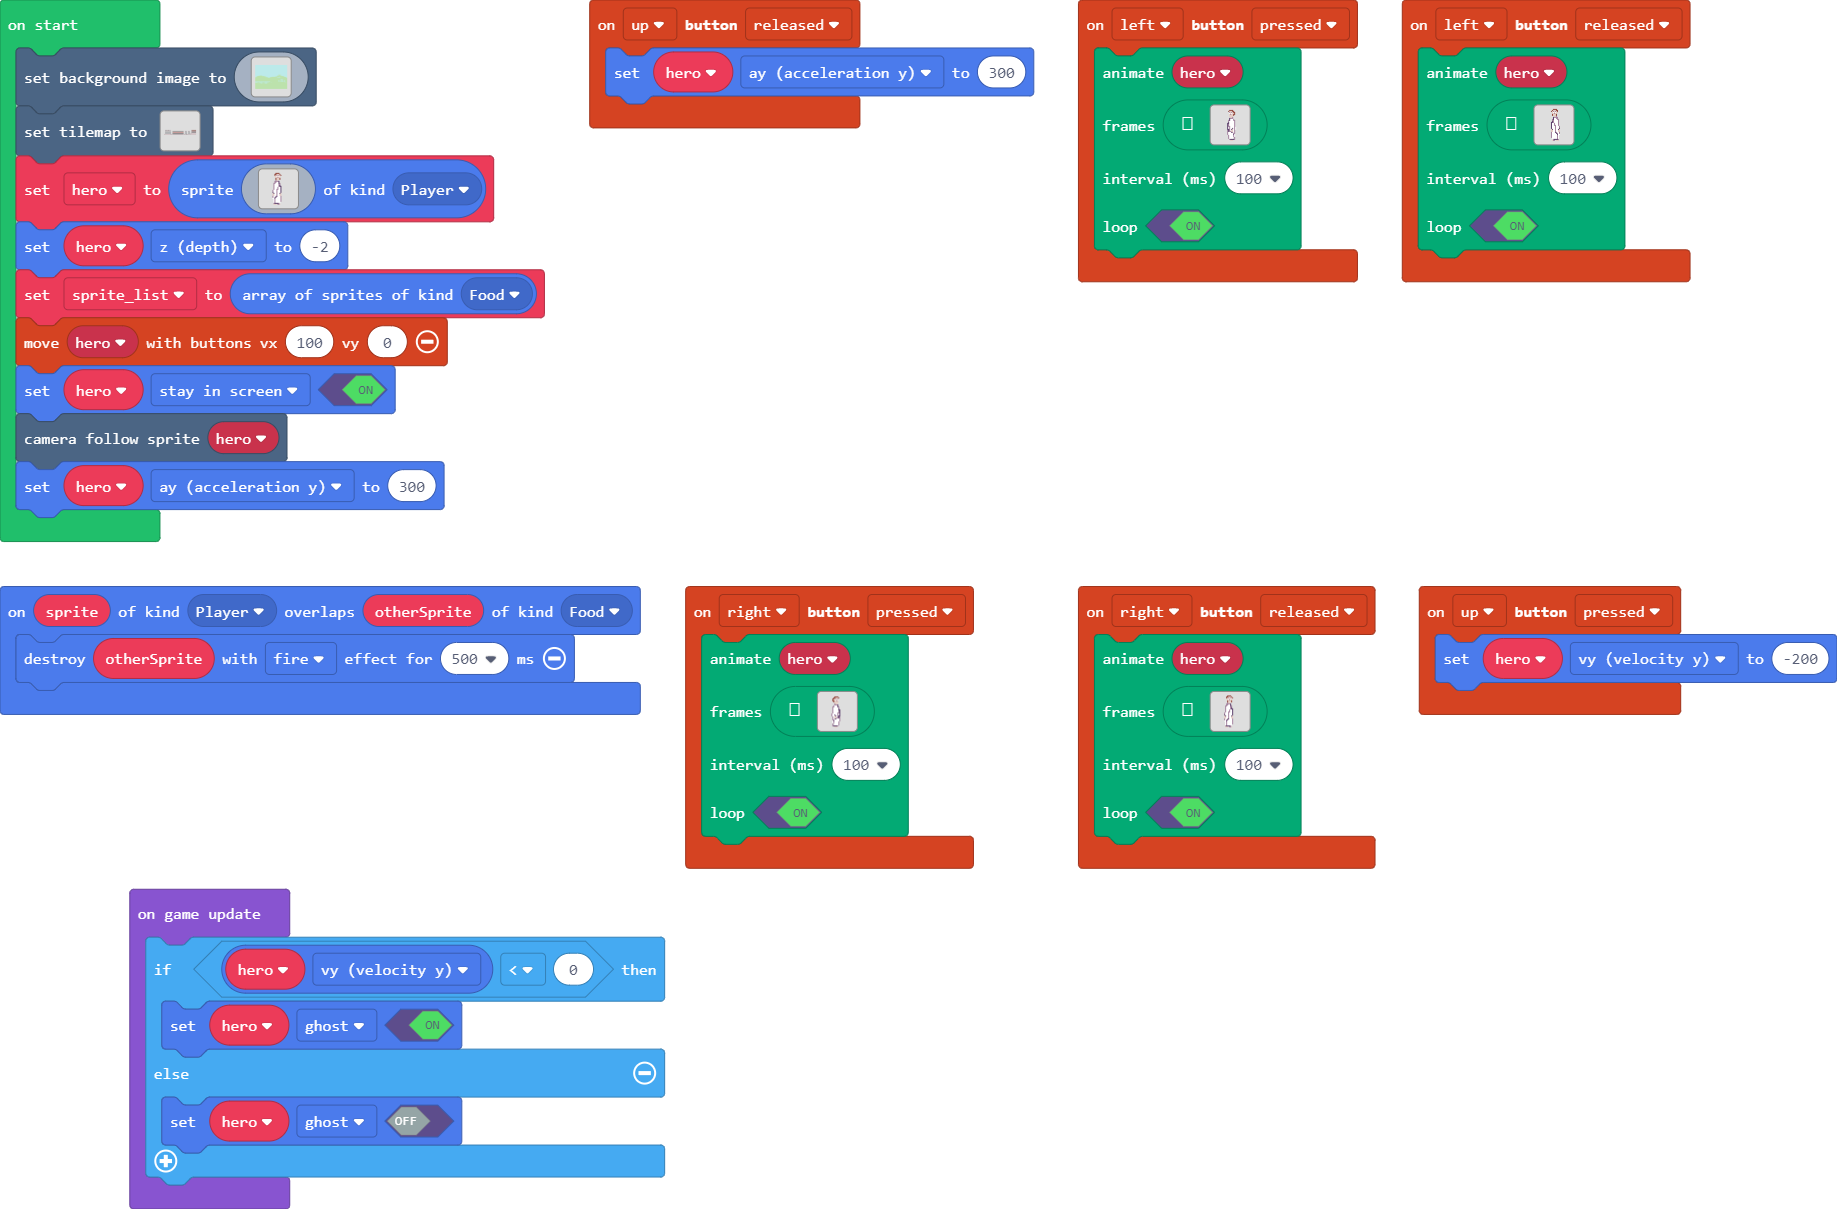 on start
set background image to
set tilemap to
set hero to sprite of kind Player
set hero z (depth) to -2
set sprite_list to array of sprites of kind Food
move hero with buttons vx 100 vy 0
set hero stay in screen ON
camera follow sprite hero
set hero ay (acceleration y) to 300
on up button released
set hero ay (acceleration y) to 300
on left button pressed
animate hero
frames
interval (ms) 100
loop ON
on left button released
animate hero
frames
interval (ms) 100
loop ON
on sprite of kind Player overlaps otherSprite of kind Food
destroy otherSprite with fire effect for 500 ms
on right button pressed
animate hero
frames
interval (ms) 100
loop ON
on right button released
animate hero
frames
interval (ms) 100
loop ON
on up button pressed
set hero vy (velocity y) to -200
on game update
if hero vy (velocity y) < 0 then
set hero ghost ON
else
set hero ghost OFF